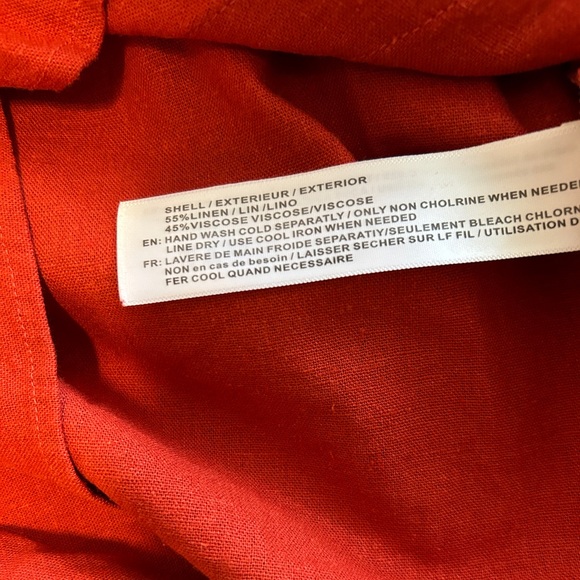 SHELL / EXTERIEUR / EXTERIOR
55%LINEN / LIN /LINO
45%VISCOSE VISCOSE/VISCOSE
EN: HAND WASH COLD SEPARATLY / ONLY NON CHOLRINE WHEN NEEDE
LINE DRY / USE COOL IRON WHEN NEEDED
FR: LAVERE DE MAIN FROIDE SEPARATIY/SEULEMENT BLEACH CHLORN
NON en cas de besoin / LAISSER SECHER SUR LF FIL / UTILISATION D
FER COOL QUAND NECESSAIRE